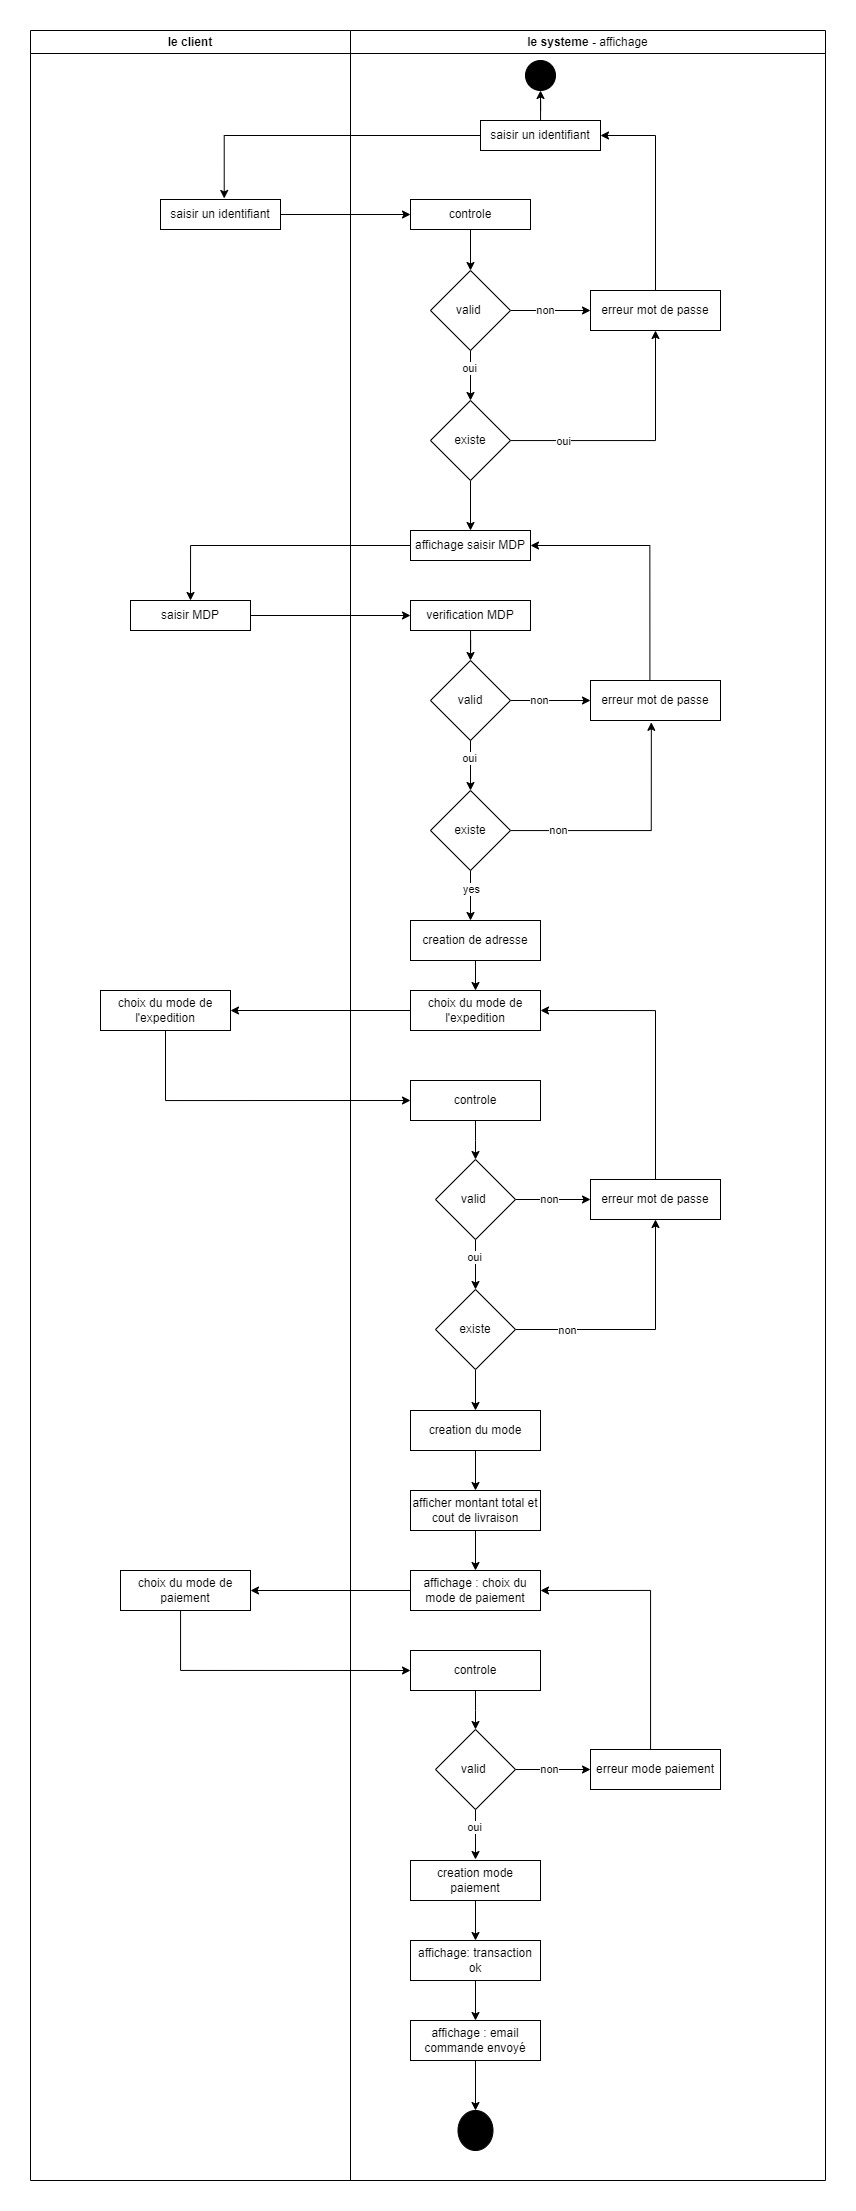 le client
le systeme - affichage
saisir un identifiant
saisir un identifiant
controle
valid
non
erreur mot de passe
oui
existe
oui
affichage saisir MDP
saisir MDP
verification MDP
valid
non
erreur mot de passe
oui
existe
non
yes
creation de adresse
choix du mode de
l'expedition
choix du mode de
l'expedition
controle
valid
non
erreur mot de passe
oui
existe
non
creation du mode
afficher montant total et
cout de livraison
choix du mode de
paiement
affichage : choix du
mode de paiement
controle
valid
non
erreur mode paiement
oui
creation mode
paiement
affichage: transaction
ok
affichage : email
commande envoyé